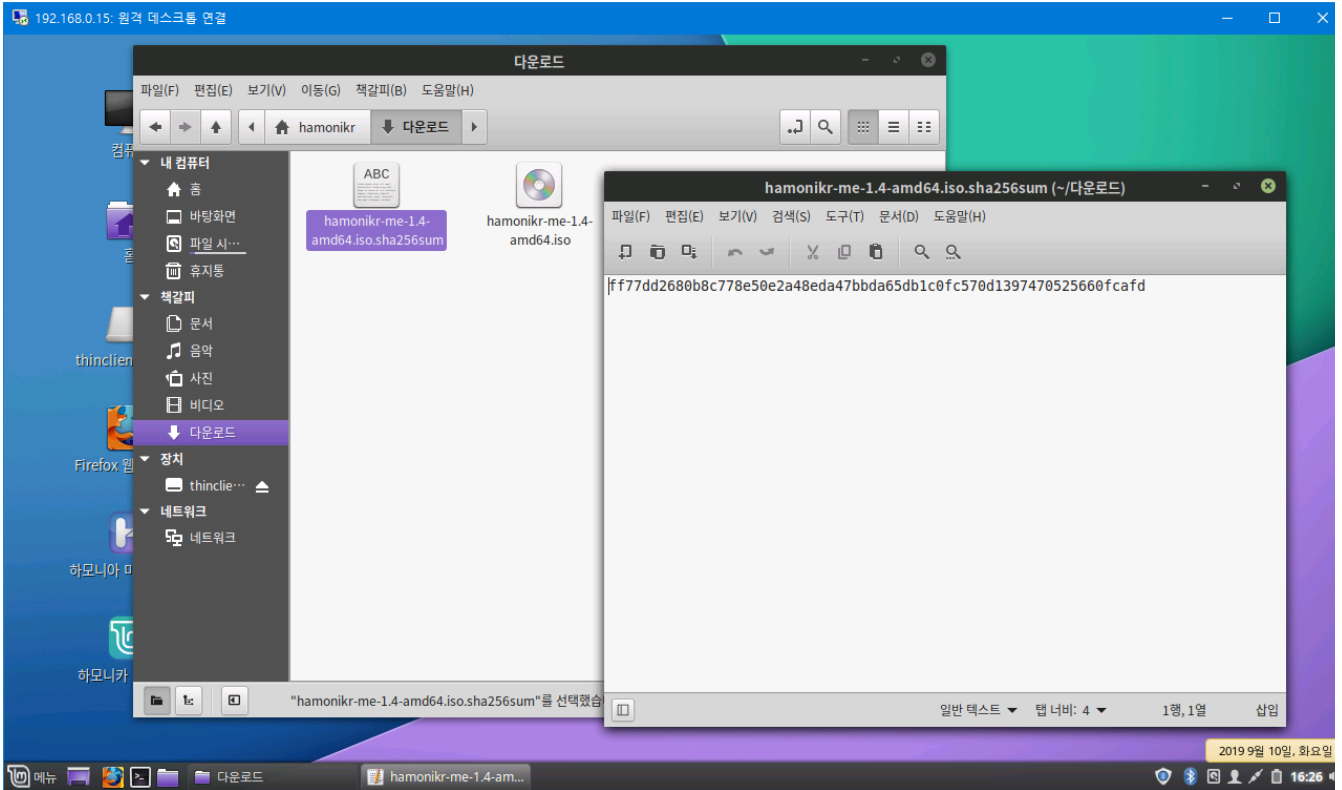 192.168.0.15: 원격 데스크톱 연결
다운로드
파일(F) 편집(E) 보기(V) 이동(G) 책갈피(B) 도움말(H)
hamonikr 다운로드
내 컴퓨터
홈
바탕화면
파일 시…
휴지통
책갈피
문서
음악
사진
비디오
다운로드
장치
thinclie…
네트워크
네트워크
ABC
hamonikr-me-1.4-
amd64.iso.sha256sum
hamonikr-me-1.4-
amd64.iso
"hamonikr-me-1.4-amd64.iso.sha256sum"를 선택했습
hamonikr-me-1.4-amd64.iso.sha256sum (~/다운로드)
파일(F) 편집(E) 보기(V) 검색(S) 도구(T) 문서(D) 도움말(H)
ff77dd2680b8c778e50e2a48eda47bbda65db1c0fc570d1397470525660fcafd
일반 텍스트 탭 너비: 4 1행, 1열 삽입
컴퓨
홈
thinclien
Firefox 웹
하모니아 미
하모니카
2019 9월 10일, 화요일
메뉴 다운로드 hamonikr-me-1.4-am... 16:26